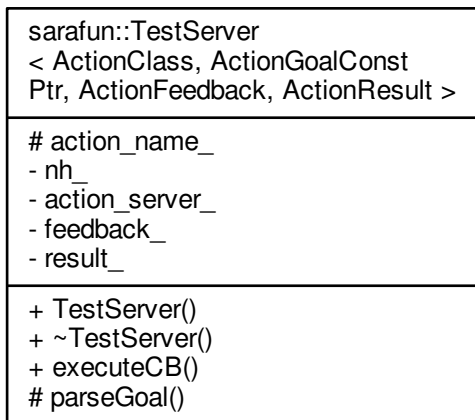 sarafun::TestServer
< ActionClass, ActionGoalConst
Ptr, ActionFeedback, ActionResult >
# action_name_
- nh_
- action_server_
- feedback_
- result_
+ TestServer()
+ ~TestServer()
+ executeCB()
# parseGoal()